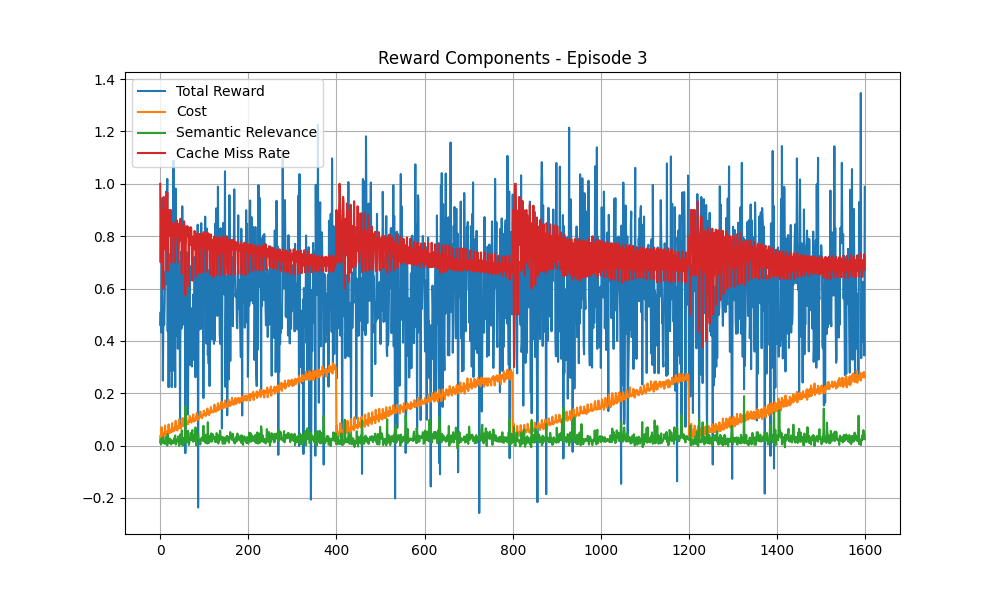 Reward Components - Episode 3
Total Reward
Cost
Semantic Relevance
Cache Miss Rate
1.4
1.2
1.0
0.8
0.6
0.4
0.2
0.0
−0.2
0 200 400 600 800 1000 1200 1400 1600